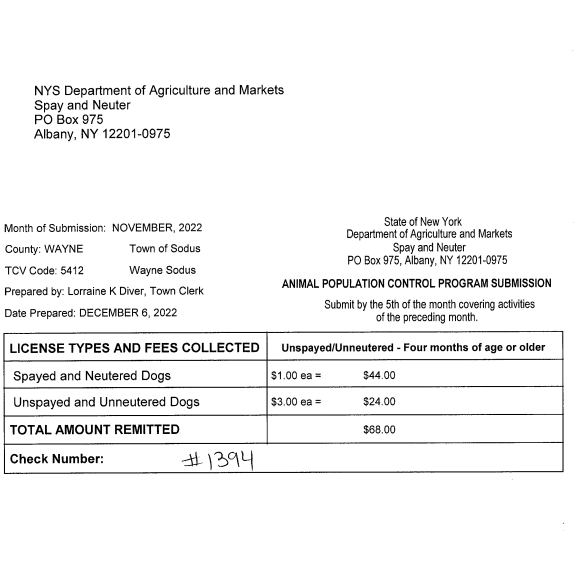 NYS Department of Agriculture and Markets
Spay and Neuter
PO Box 975
Albany, NY 12201-0975
State of New York
Department of Agriculture and Markets
Spay and Neuter
PO Box 975, Albany, NY 12201-0975
ANIMAL POPULATION CONTROL PROGRAM SUBMISSION
Submit by the 5th of the month covering activities
of the preceding month.
Month of Submission: NOVEMBER, 2022
County: WAYNE Town of Sodus
TCV Code: 5412 Wayne Sodus
Prepared by: Lorraine K Diver, Town Clerk
Date Prepared: DECEMBER 6, 2022
LICENSE TYPES AND FEES COLLECTED Unspayed/Unneutered - Four months of age or older
Spayed and Neutered Dogs $1.00 ea = $44.00
Unspayed and Unneutered Dogs $3.00 ea = $24.00
TOTAL AMOUNT REMITTED $68.00
Check Number: #1394